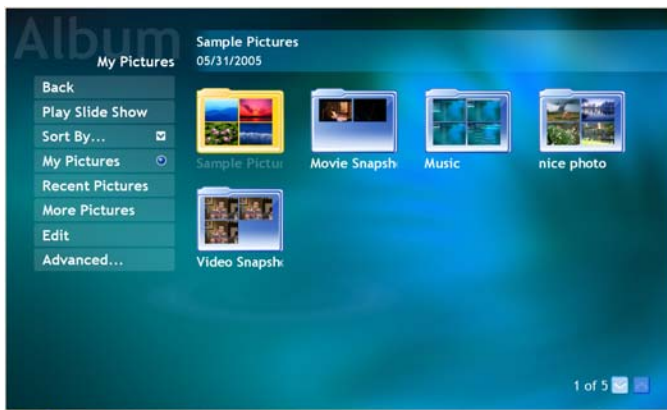 Album
My Pictures
Sample Pictures
05/31/2005
Back
Play Slide Show
Sort By...
My Pictures
Recent Pictures
More Pictures
Edit
Advanced...
Sample Pictu
Movie Snapsh
Music
nice photo
Video Snapsh
1 of 5